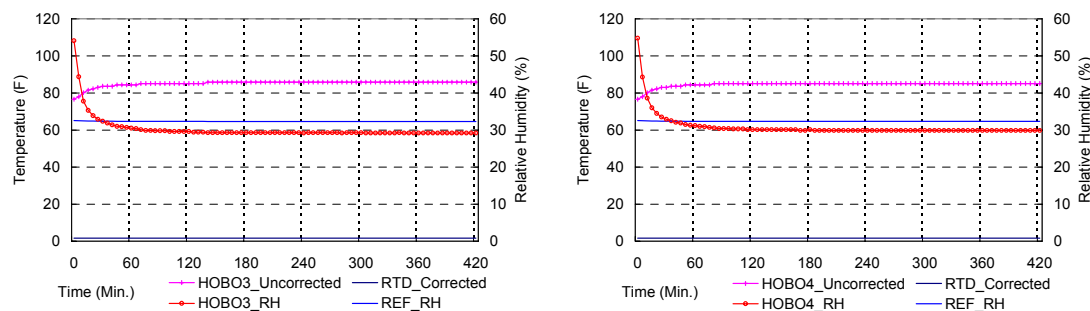 120
100
80
60
40
20
0
Temperature (F)
60
50
40
30
20
10
0
Relative Humidity (%)
0 60 120 180 240 300 360 420
Time (Min.)
HOBO3_Uncorrected RTD_Corrected
HOBO3_RH REF_RH
120
100
80
60
40
20
0
Temperature (F)
60
50
40
30
20
10
0
Relative Humidity (%)
0 60 120 180 240 300 360 420
Time (Min.)
HOBO4_Uncorrected RTD_Corrected
HOBO4_RH REF_RH